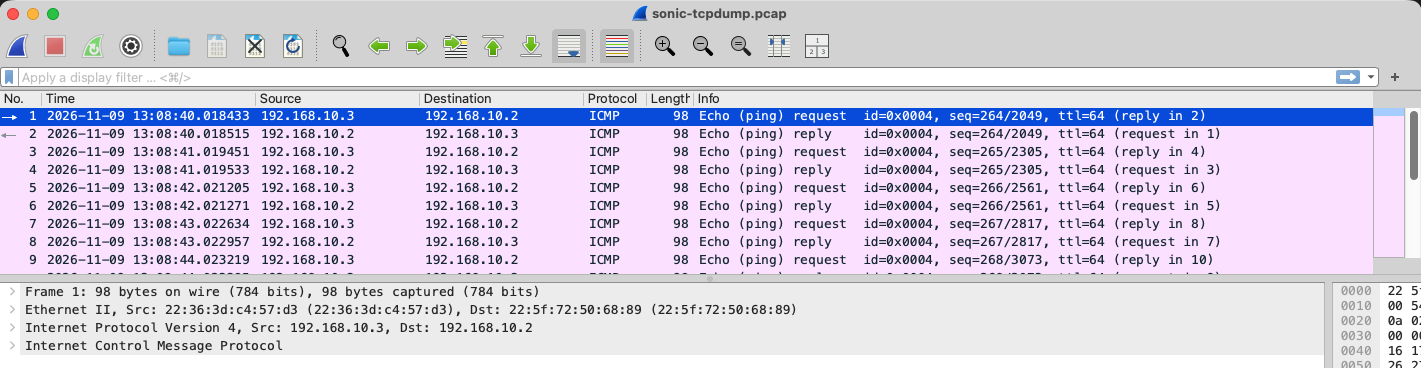 sonic-tcpdump.pcap
Apply a display filter ... <⌘/>
No. Time Source Destination Protocol Length Info
1 2026-11-09 13:08:40.018433 192.168.10.3 192.168.10.2 ICMP 98 Echo (ping) request id=0x0004, seq=264/2049, ttl=64 (reply in 2)
2 2026-11-09 13:08:40.018515 192.168.10.2 192.168.10.3 ICMP 98 Echo (ping) reply id=0x0004, seq=264/2049, ttl=64 (request in 1)
3 2026-11-09 13:08:41.019451 192.168.10.3 192.168.10.2 ICMP 98 Echo (ping) request id=0x0004, seq=265/2305, ttl=64 (reply in 4)
4 2026-11-09 13:08:41.019533 192.168.10.2 192.168.10.3 ICMP 98 Echo (ping) reply id=0x0004, seq=265/2305, ttl=64 (request in 3)
5 2026-11-09 13:08:42.021205 192.168.10.3 192.168.10.2 ICMP 98 Echo (ping) request id=0x0004, seq=266/2561, ttl=64 (reply in 6)
6 2026-11-09 13:08:42.021271 192.168.10.2 192.168.10.3 ICMP 98 Echo (ping) reply id=0x0004, seq=266/2561, ttl=64 (request in 5)
7 2026-11-09 13:08:43.022634 192.168.10.3 192.168.10.2 ICMP 98 Echo (ping) request id=0x0004, seq=267/2817, ttl=64 (reply in 8)
8 2026-11-09 13:08:43.022957 192.168.10.2 192.168.10.3 ICMP 98 Echo (ping) reply id=0x0004, seq=267/2817, ttl=64 (request in 7)
9 2026-11-09 13:08:44.023219 192.168.10.3 192.168.10.2 ICMP 98 Echo (ping) request id=0x0004, seq=268/3073, ttl=64 (reply in 10)
Frame 1: 98 bytes on wire (784 bits), 98 bytes captured (784 bits)
Ethernet II, Src: 22:36:3d:c4:57:d3 (22:36:3d:c4:57:d3), Dst: 22:5f:72:50:68:89 (22:5f:72:50:68:89)
Internet Protocol Version 4, Src: 192.168.10.3, Dst: 192.168.10.2
Internet Control Message Protocol
0000 22
0010 00
0020 0a
0030 00
0040 16
0050 26